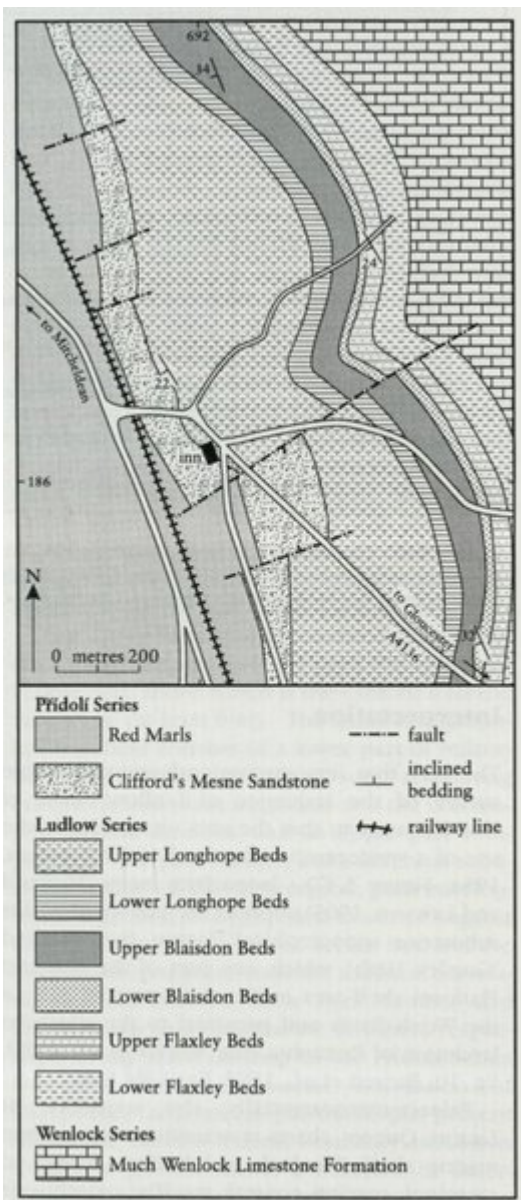 692
34
24
to Mitcheldean
22
inn
186
N
0 metres 200
to Gloucester
A4136
32
Přídolí Series
Red Marls
Clifford's Mesne Sandstone
fault
inclined
bedding
railway line
Ludlow Series
Upper Longhope Beds
Lower Longhope Beds
Upper Blaisdon Beds
Lower Blaisdon Beds
Upper Flaxley Beds
Lower Flaxley Beds
Wenlock Series
Much Wenlock Limestone Formation